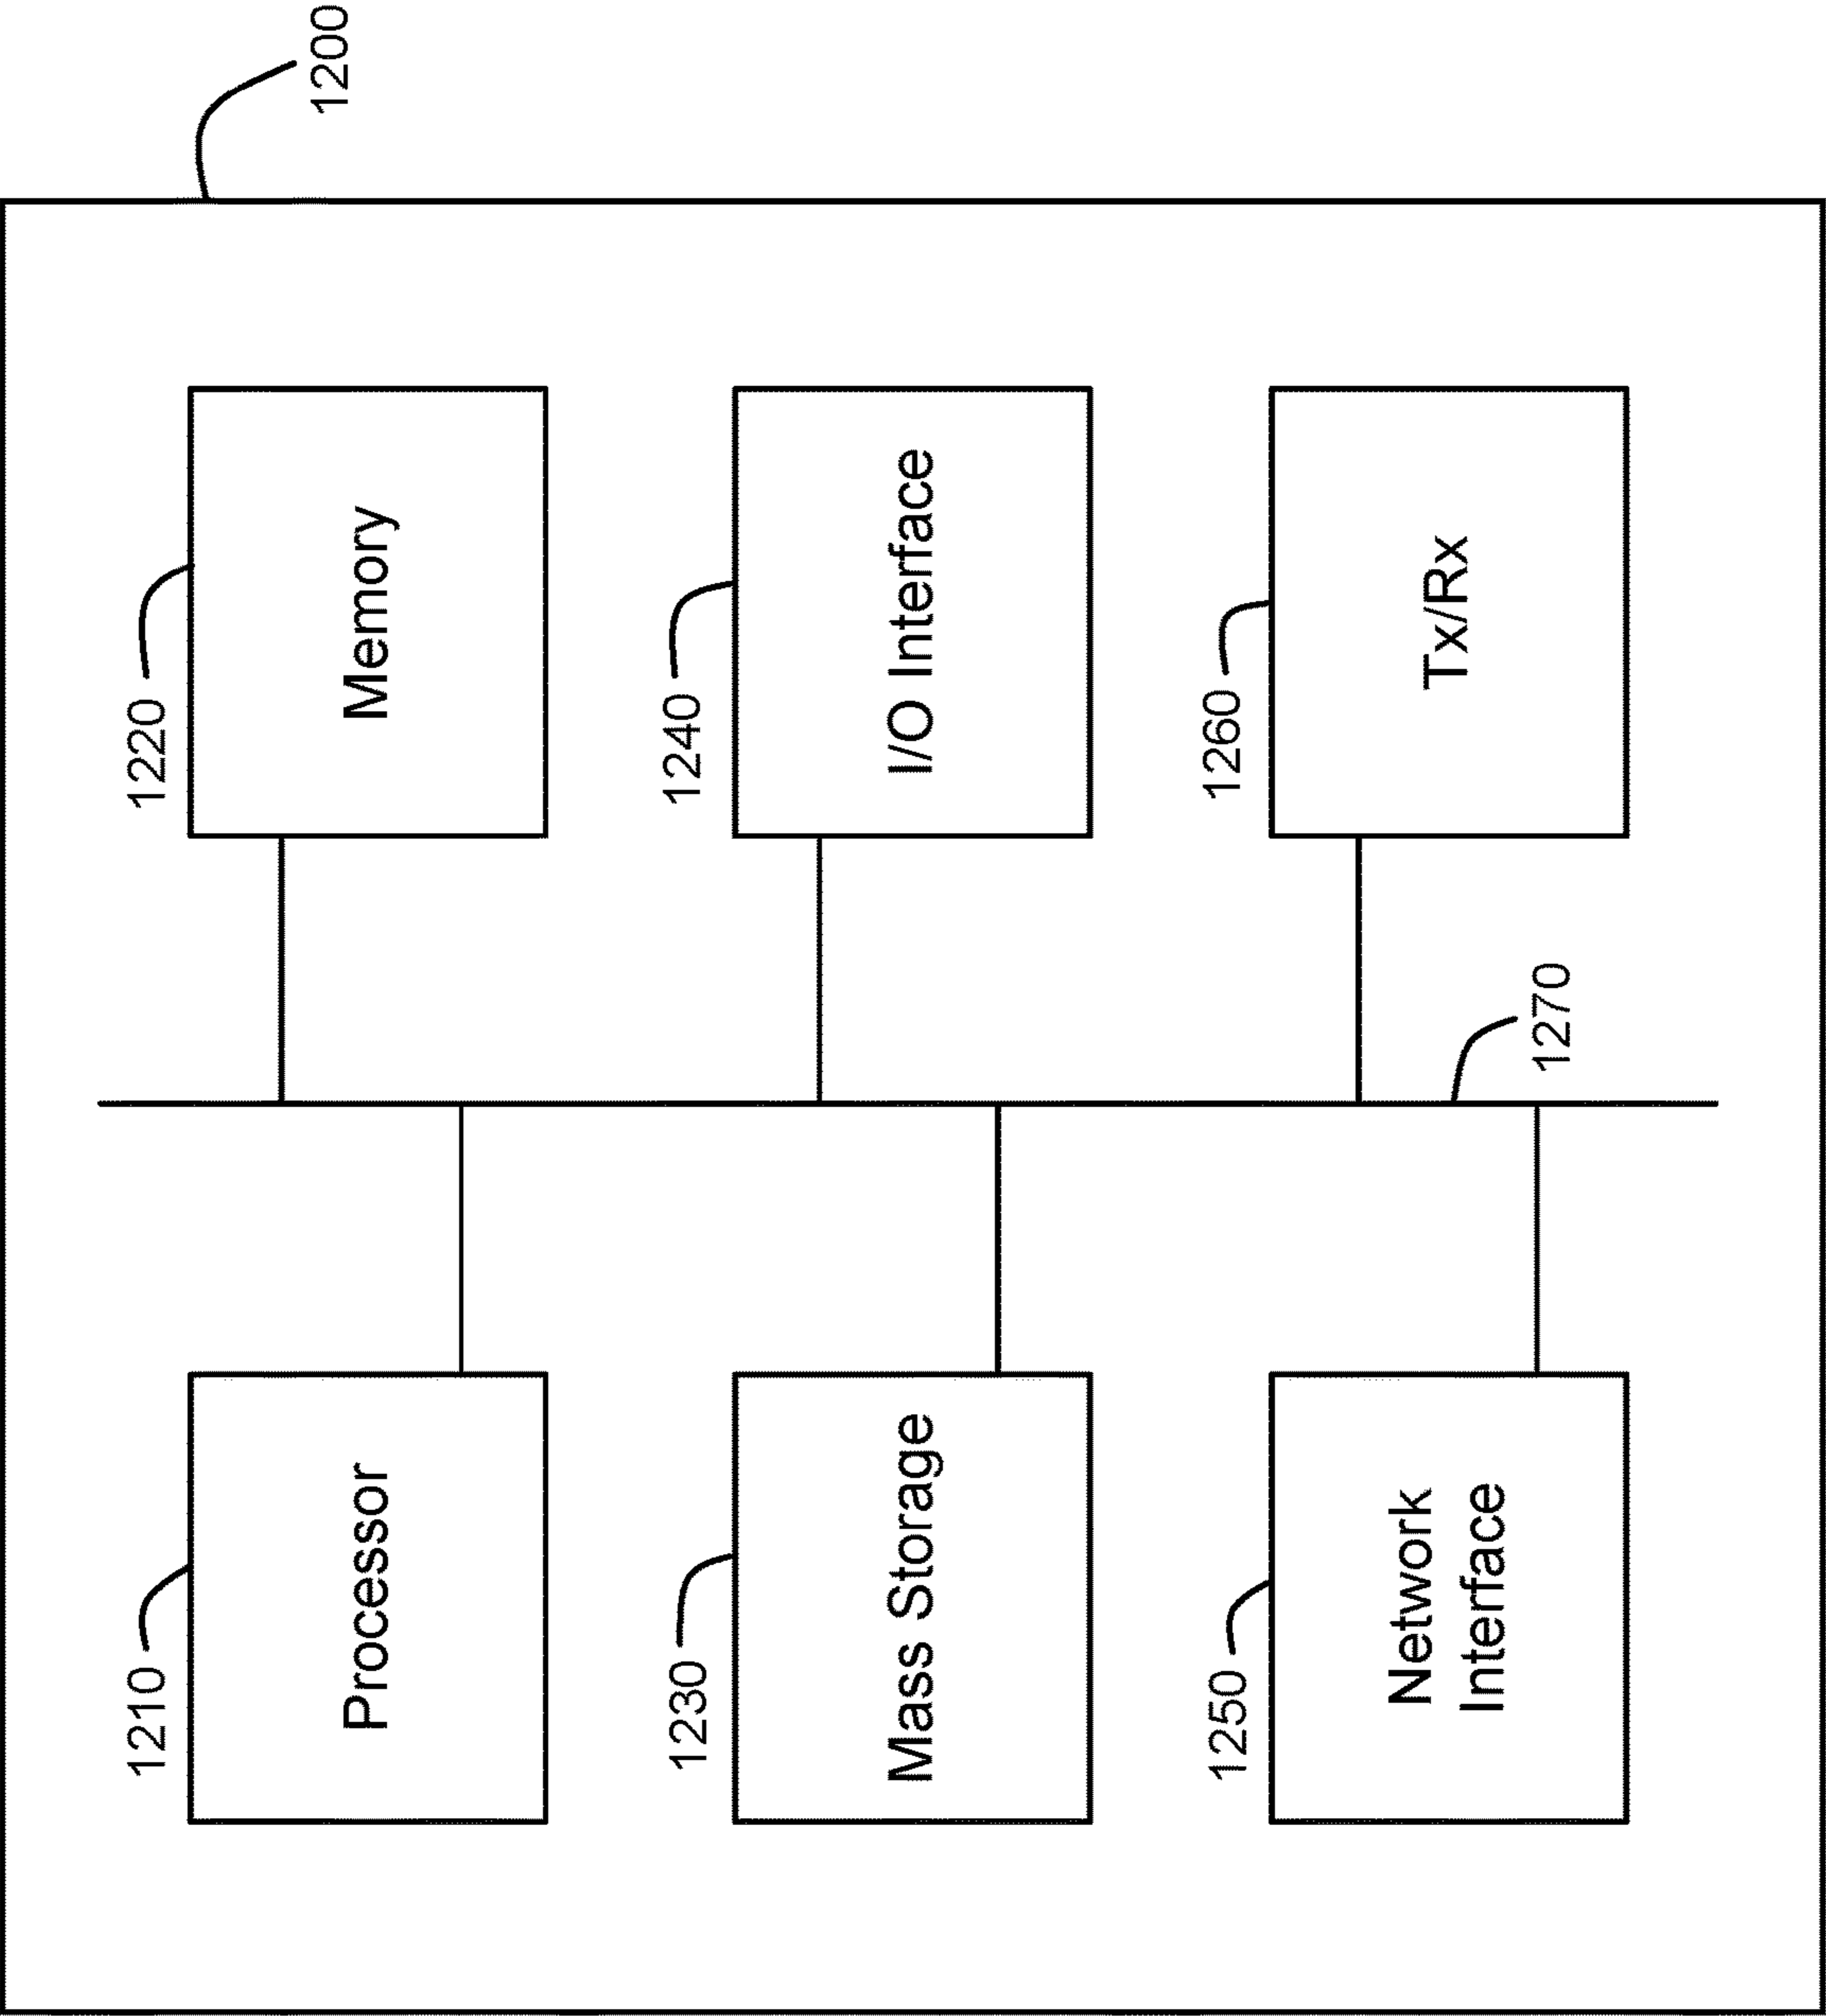 1200
1210
Processor
1220
Memory
1230
Mass Storage
1240
I/O Interface
1250
Network
Interface
1260
Tx/Rx
1270